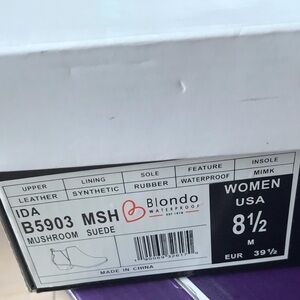 UPPER LINING SOLE FEATURE INSOLE
LEATHER SYNTHETIC RUBBER WATERPROOF MIMK
IDA
B5903 MSH
MUSHROOM SUEDE
Blondo
WATERPROOF
WOMEN
USA
8½
M
EUR 39½
MADE IN CHINA